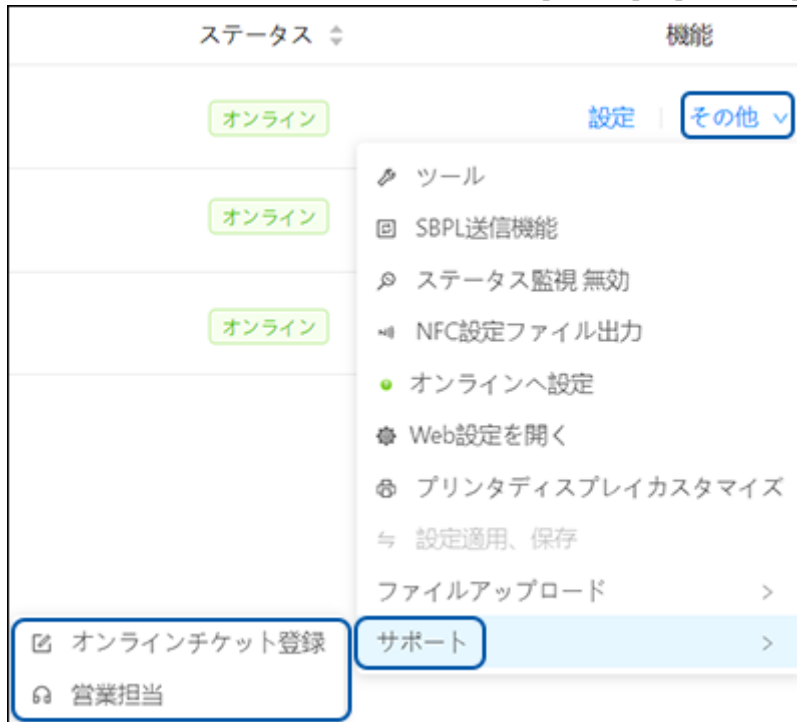 ステータス
機能
オンライン
設定
その他
ツール
オンライン
SBPL送信機能
ステータス監視 無効
オンライン
NFC設定ファイル出力
オンラインへ設定
Web設定を開く
プリンタディスプレイカスタマイズ
設定適用、保存
ファイルアップロード
サポート
オンラインチケット登録
営業担当